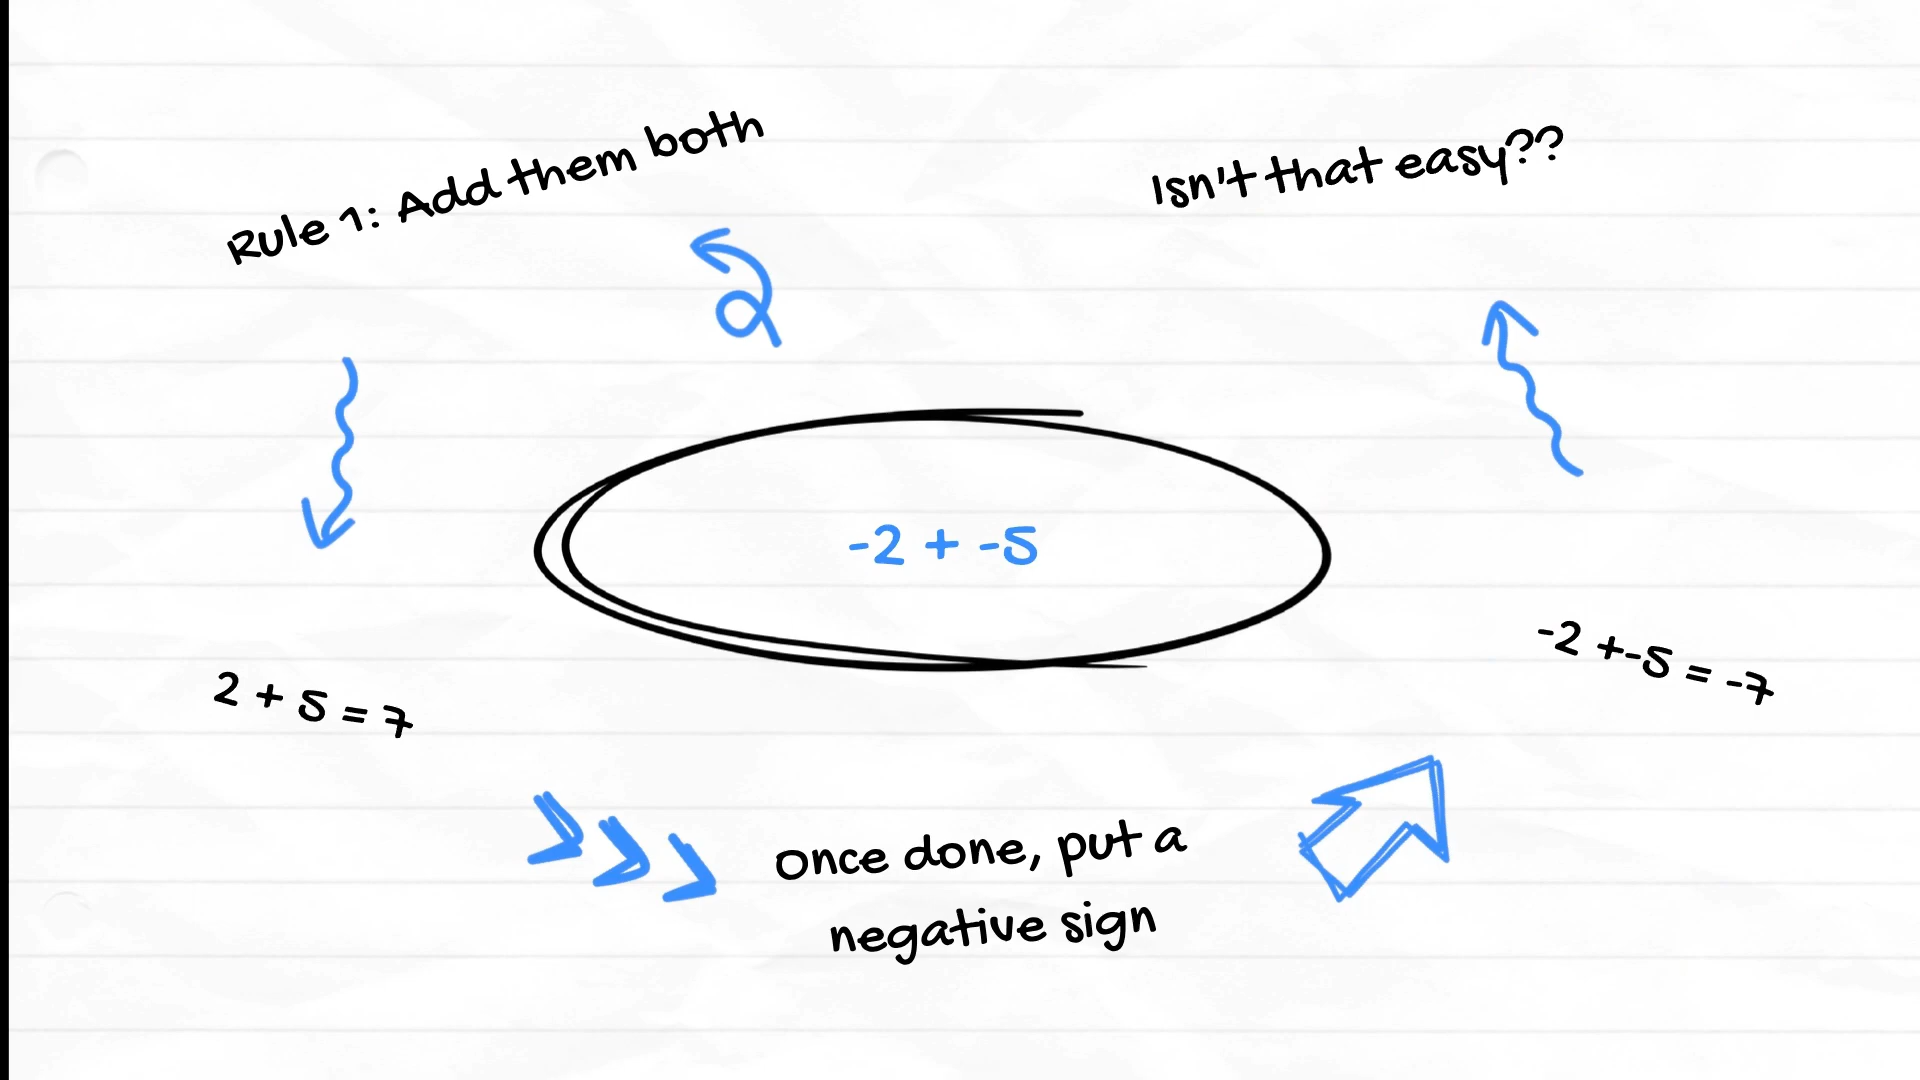 Rule 1: Add them both
Isn't that easy??
-2 + -5
2 + 5 = 7
-2 +-5 = -7
Once done, put a
negative sign